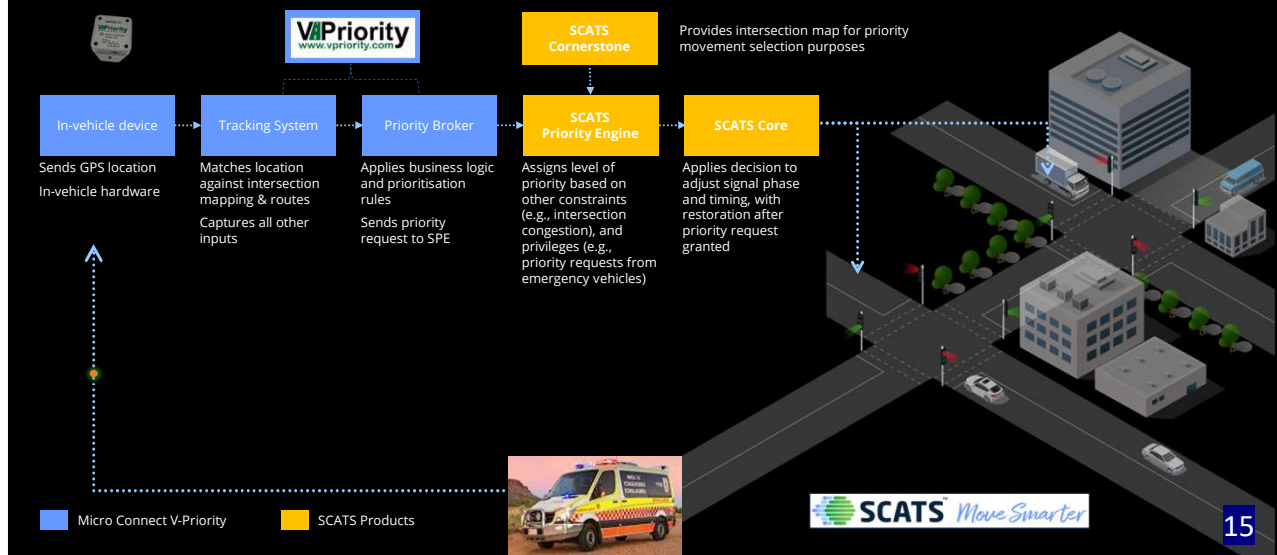 V Priority
www.vpriority.com
SCATS
Cornerstone
Provides intersection map for priority
movement selection purposes
In-vehicle device
Tracking System
Priority Broker
SCATS
Priority Engine
SCATS Core
Sends GPS location
In-vehicle hardware
Matches location
against intersection
mapping & routes
Captures all other
inputs
Applies business logic
and prioritisation
rules
Sends priority
request to SPE
Assigns level of
priority based on
other constraints
(e.g., intersection
congestion), and
privileges (e.g.,
priority requests from
emergency vehicles)
Applies decision to
adjust signal phase
and timing, with
restoration after
priority request
granted
Micro Connect V-Priority
SCATS Products
SCATS™ Move Smarter
15